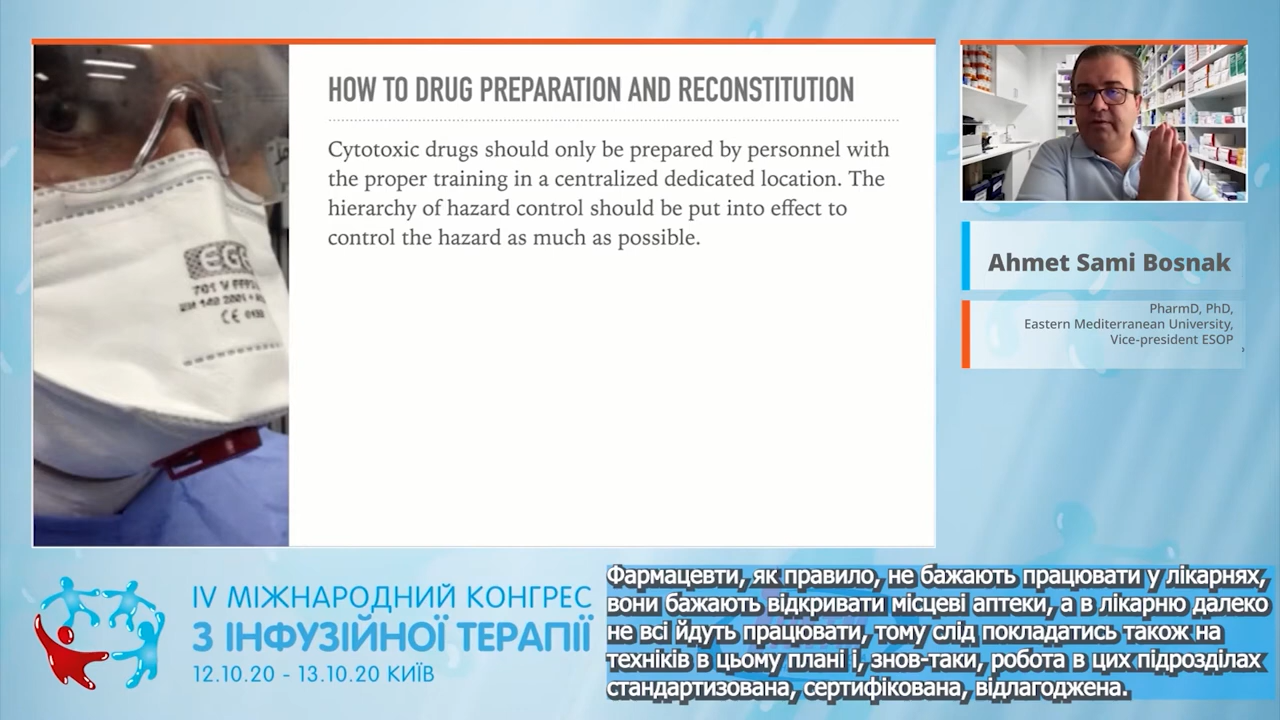 HOW TO DRUG PREPARATION AND RECONSTITUTION
Cytotoxic drugs should only be prepared by personnel with
the proper training in a centralized dedicated location. The
hierarchy of hazard control should be put into effect to
control the hazard as much as possible.
Ahmet Sami Bosnak
PharmD, PhD,
Eastern Mediterranean University,
Vice-president ESOP
IV МІЖНАРОДНИЙ КОНГРЕС
З ІНФУЗІЙНОЇ ТЕРАПІЇ
12.10.20 - 13.10.20 КИЇВ
Фармацевти, як правило, не бажають працювати у лікарнях,
вони бажають відкривати місцеві аптеки, а в лікарню далеко
не всі йдуть працювати, тому слід покладатись також на
техніків в цьому плані і, знов-таки, робота в цих підрозділах
стандартизована, сертифікована, відлагоджена.